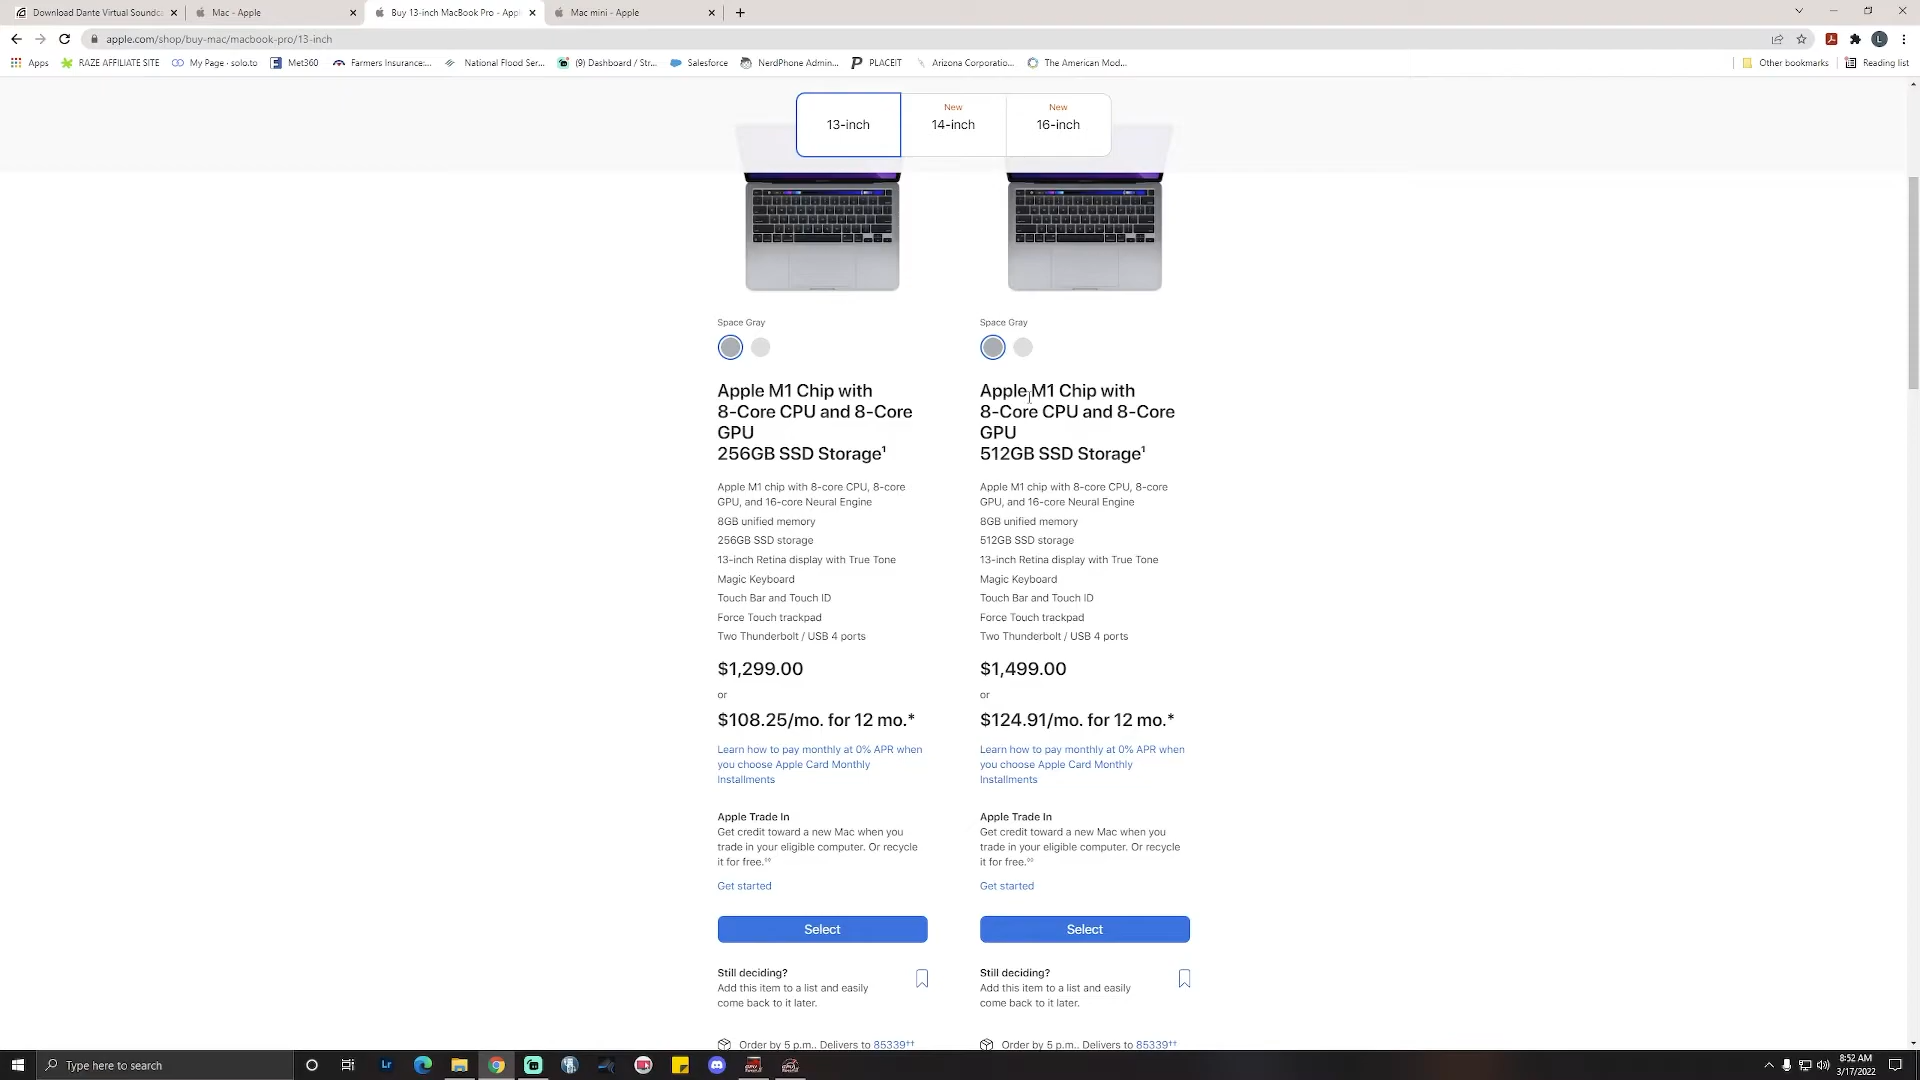 Download Dante Virtual Soundc
Mac - Apple
Buy 13-inch MacBook Pro - Appl
Mac mini - Apple
apple.com/shop/buy-mac/macbook-pro/13-inch
Apps
RAZE AFFILIATE SITE
My Page · solo.to
Met360
Farmers Insurance:...
National Flood Ser...
(9) Dashboard / Str...
Salesforce
NerdPhone Admin...
PLACEIT
Arizona Corporatio...
The American Mod...
Other bookmarks
Reading list
13-inch
New
14-inch
New
16-inch
Space Gray
Apple M1 Chip with
8-Core CPU and 8-Core
GPU
256GB SSD Storage¹
Apple M1 chip with 8-core CPU, 8-core
GPU, and 16-core Neural Engine
8GB unified memory
256GB SSD storage
13-inch Retina display with True Tone
Magic Keyboard
Touch Bar and Touch ID
Force Touch trackpad
Two Thunderbolt / USB 4 ports
$1,299.00
or
$108.25/mo. for 12 mo.*
Learn how to pay monthly at 0% APR when
you choose Apple Card Monthly
Installments
Apple Trade In
Get credit toward a new Mac when you
trade in your eligible computer. Or recycle
it for free.°°
Get started
Select
Still deciding?
Add this item to a list and easily
come back to it later.
Order by 5 p.m.. Delivers to 85339††
Space Gray
Apple M1 Chip with
8-Core CPU and 8-Core
GPU
512GB SSD Storage¹
Apple M1 chip with 8-core CPU, 8-core
GPU, and 16-core Neural Engine
8GB unified memory
512GB SSD storage
13-inch Retina display with True Tone
Magic Keyboard
Touch Bar and Touch ID
Force Touch trackpad
Two Thunderbolt / USB 4 ports
$1,499.00
or
$124.91/mo. for 12 mo.*
Learn how to pay monthly at 0% APR when
you choose Apple Card Monthly
Installments
Apple Trade In
Get credit toward a new Mac when you
trade in your eligible computer. Or recycle
it for free.°°
Get started
Select
Still deciding?
Add this item to a list and easily
come back to it later.
Order by 5 p.m.. Delivers to 85339††
Type here to search
Lr
8:52 AM
3/17/2022